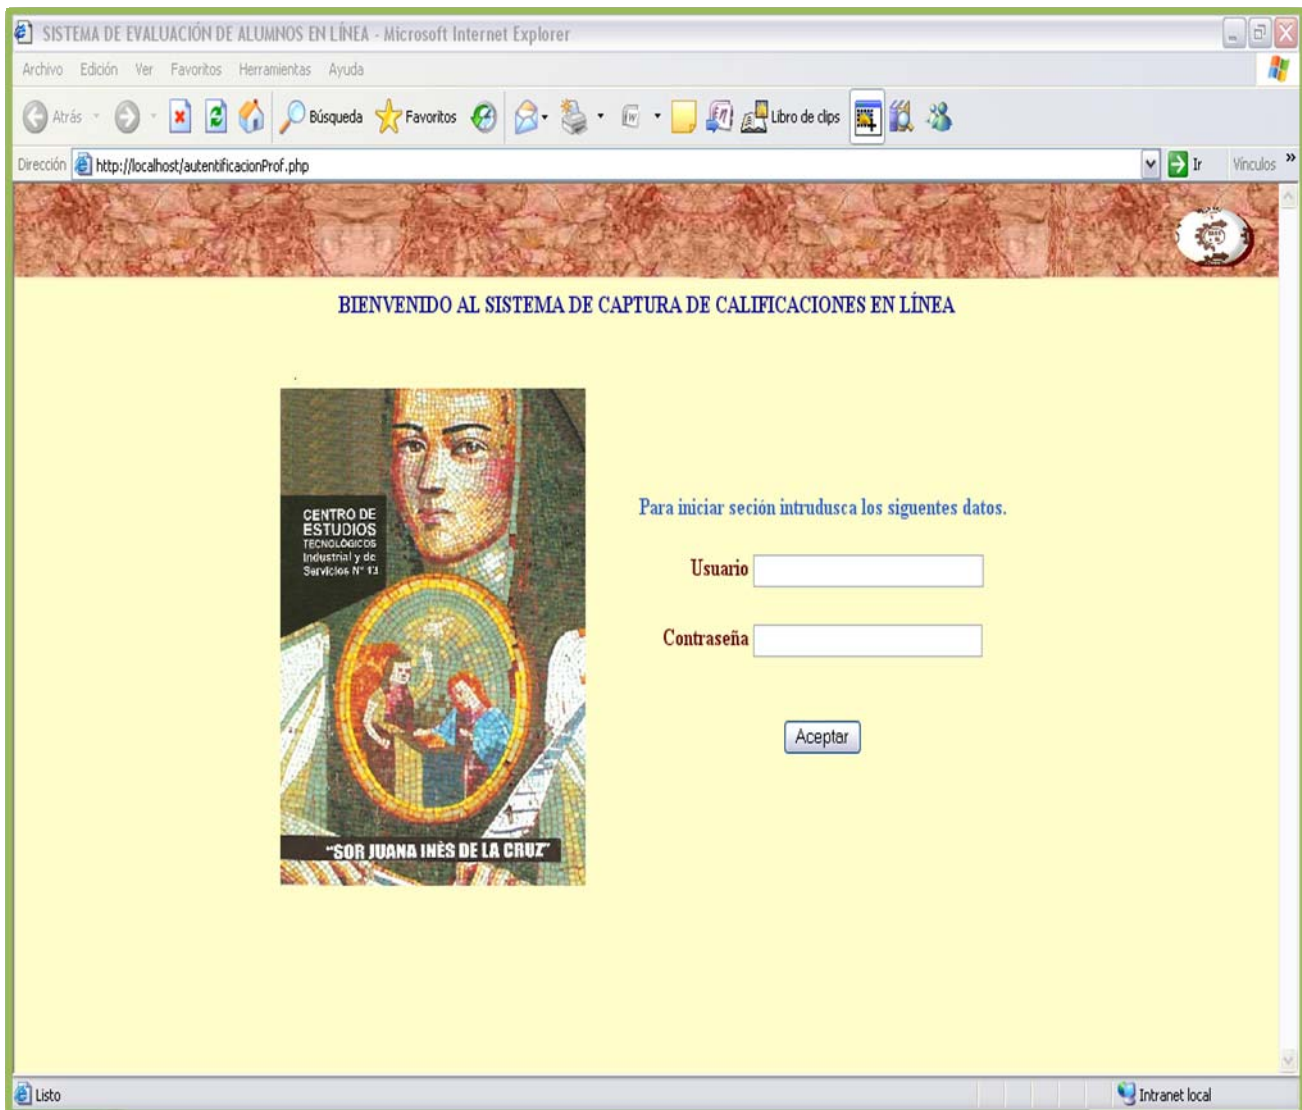 SISTEMA DE EVALUACIÓN DE ALUMNOS EN LÍNEA - Microsoft Internet Explorer
Archivo Edición Ver Favoritos Herramientas Ayuda
Atrás Búsqueda Favoritos Libro de clips
Dirección http://localhost/autentificacionProf.php Ir Vínculos »
BIENVENIDO AL SISTEMA DE CAPTURA DE CALIFICACIONES EN LÍNEA
CENTRO DE
ESTUDIOS
TECNOLÓGICOS
Industrial y de
Servicios Nº 13
"SOR JUANA INÈS DE LA CRUZ"
Para iniciar seción intrudusca los siguentes datos.
Usuario
Contraseña
Aceptar
Listo Intranet local